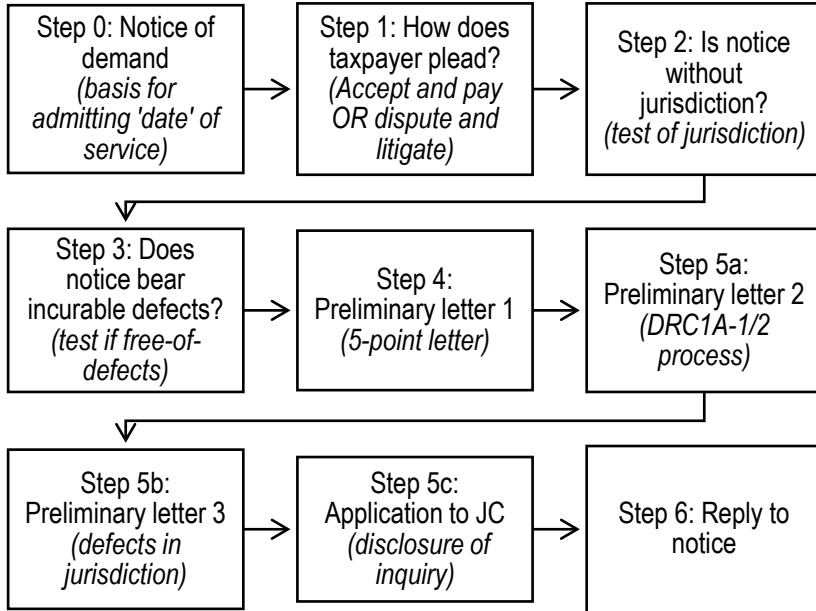 Step 0: Notice of
demand
(basis for
admitting 'date' of
service)
Step 1: How does
taxpayer plead?
(Accept and pay
OR dispute and
litigate)
Step 2: Is notice
without
jurisdiction?
(test of jurisdiction)
Step 3: Does
notice bear
incurable defects?
(test if free-of-
defects)
Step 4:
Preliminary letter 1
(5-point letter)
Step 5a:
Preliminary letter 2
(DRC1A-1/2
process)
Step 5b:
Preliminary letter 3
(defects in
jurisdiction)
Step 5c:
Application to JC
(disclosure of
inquiry)
Step 6: Reply to
notice